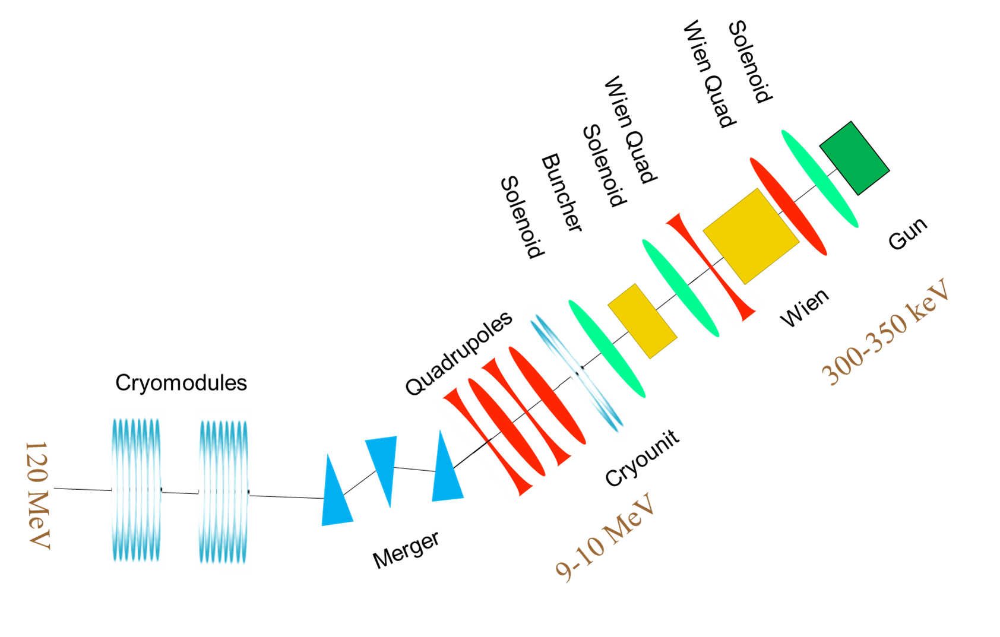 Solenoid
Wien Quad
Wien Quad
Solenoid
Buncher
Solenoid
Gun
Wien
300-350 keV
Quadrupoles
Cryounit
9-10 MeV
Merger
Cryomodules
120 MeV